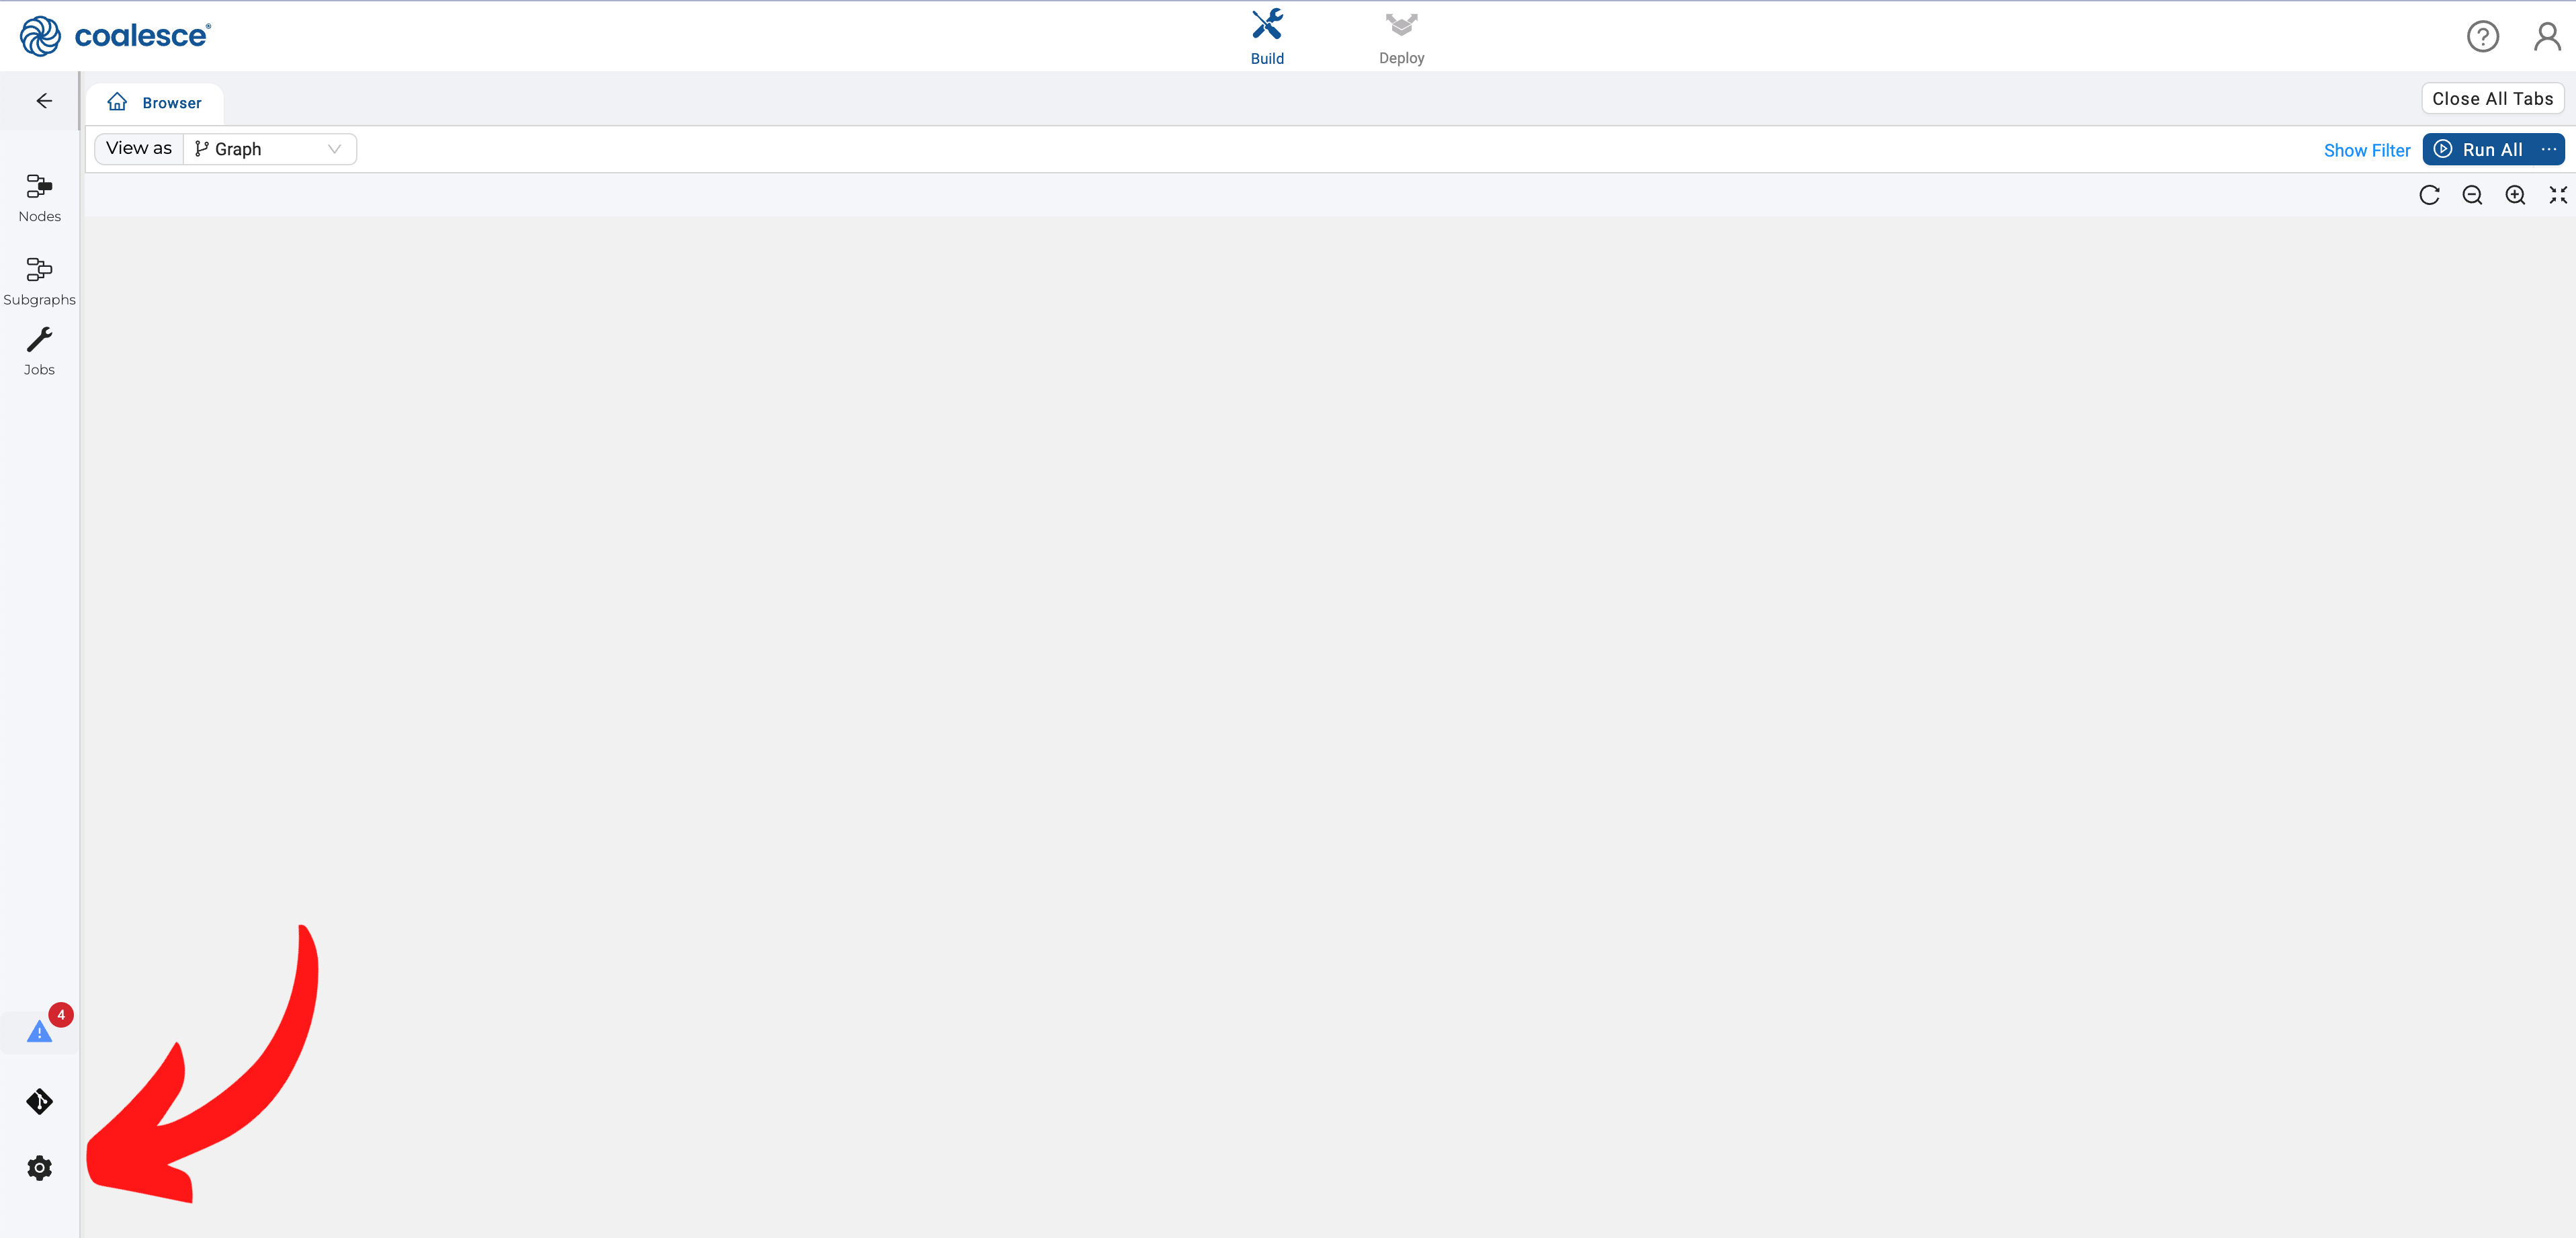 coalesce®
Build
Deploy
Browser
Close All Tabs
View as
Graph
Show Filter
Run All
Nodes
Subgraphs
Jobs
4